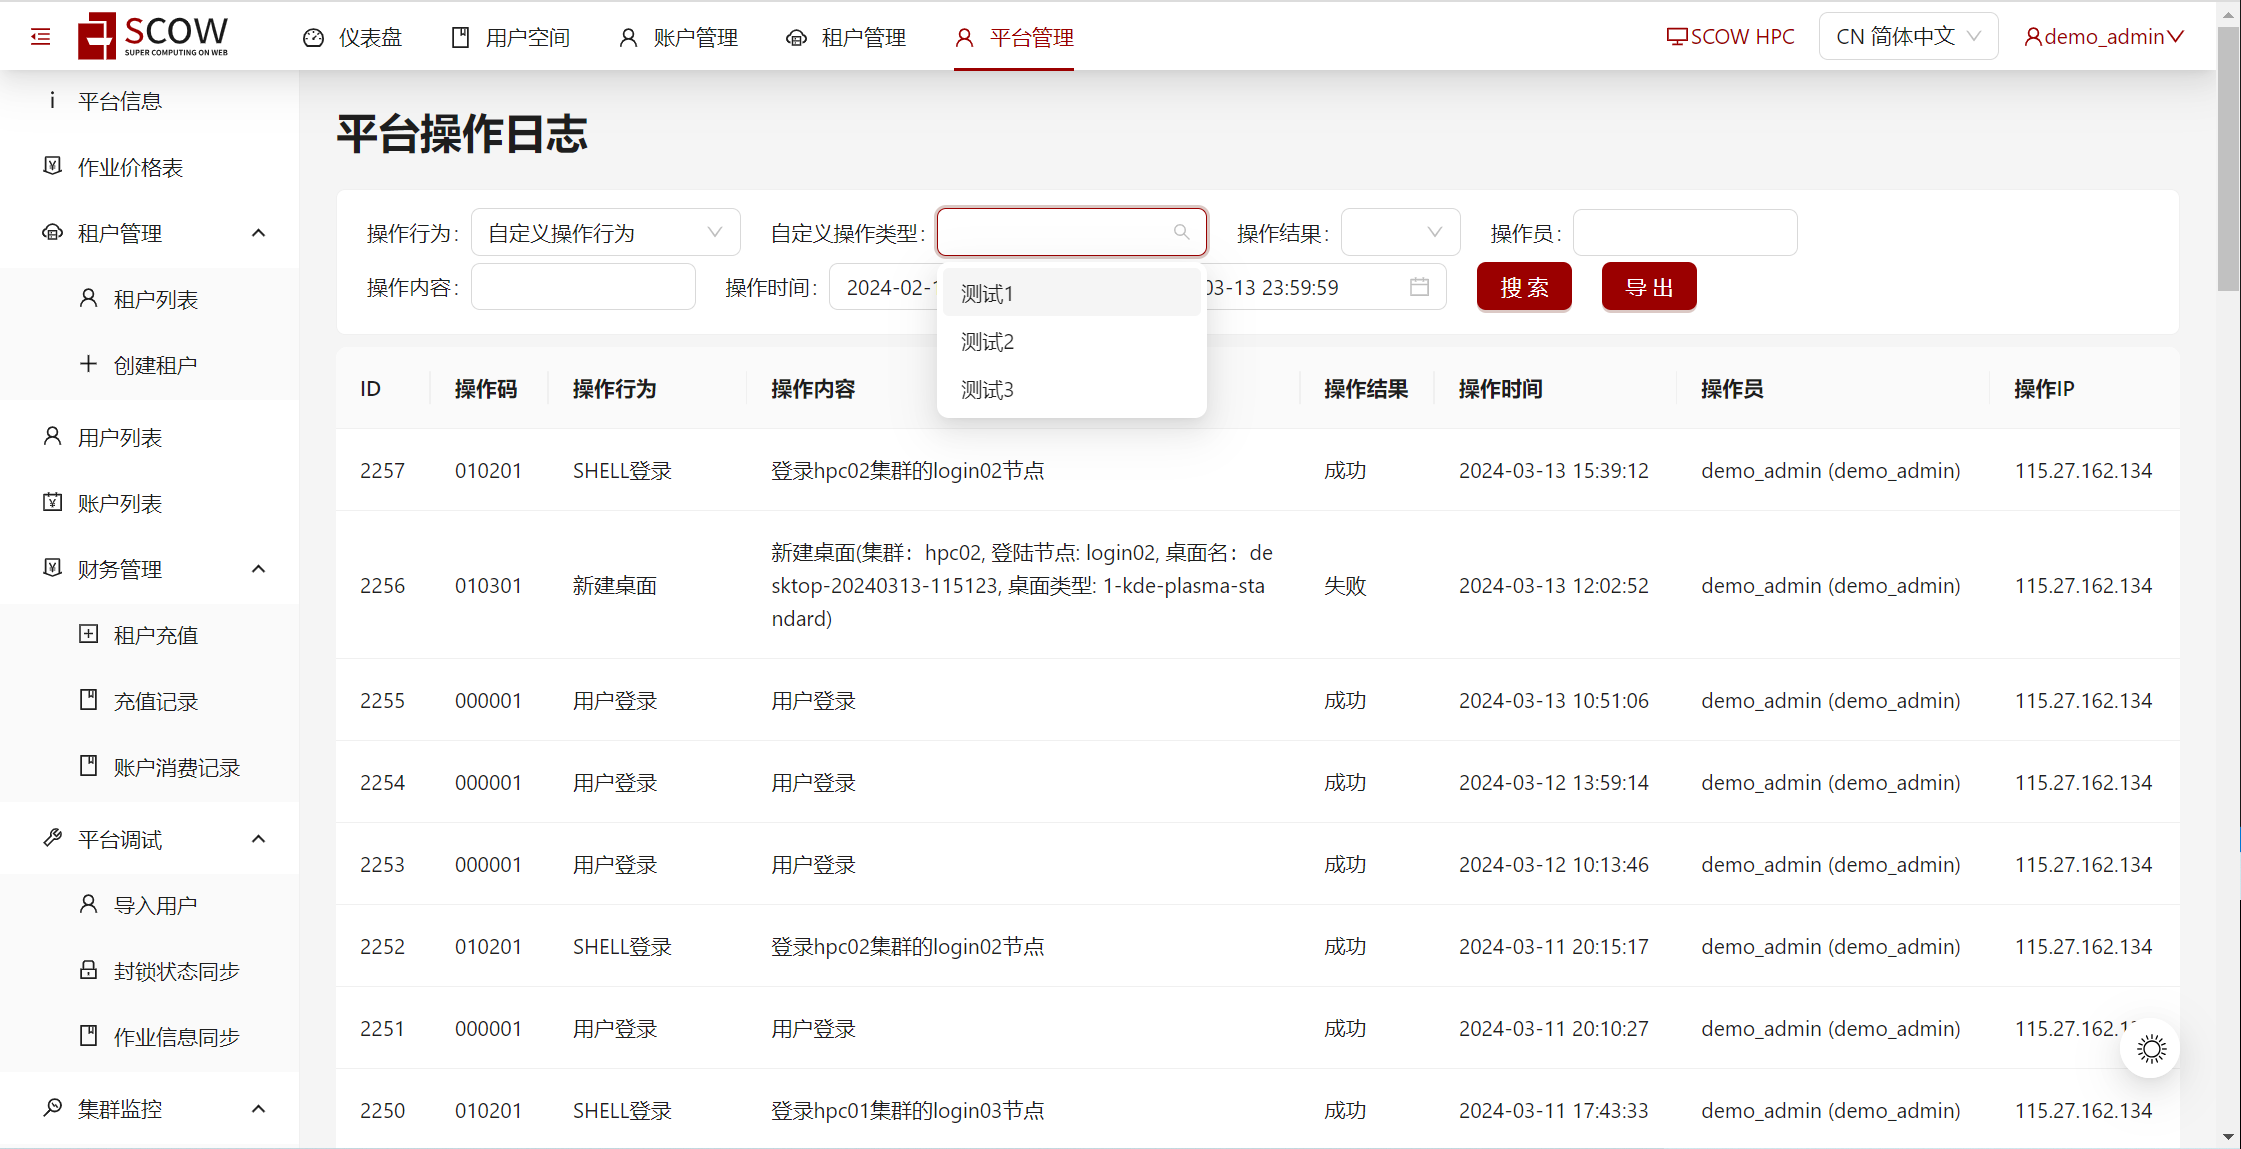 SCOW
SUPER COMPUTING ON WEB
仪表盘
用户空间
账户管理
租户管理
平台管理
SCOW HPC
CN 简体中文
demo_admin
平台信息
作业价格表
租户管理
租户列表
创建租户
用户列表
账户列表
财务管理
租户充值
充值记录
账户消费记录
平台调试
导入用户
封锁状态同步
作业信息同步
集群监控
平台操作日志
操作行为: 自定义操作行为 自定义操作类型: 操作结果: 操作员:
操作内容: 操作时间: 2024-02- 03-13 23:59:59 搜 索 导 出
测试1
测试2
测试3
ID 操作码 操作行为 操作内容 操作结果 操作时间 操作员 操作IP
2257 010201 SHELL登录 登录hpc02集群的login02节点 成功 2024-03-13 15:39:12 demo_admin (demo_admin) 115.27.162.134
新建桌面(集群：hpc02, 登陆节点: login02, 桌面名：de
2256 010301 新建桌面 sktop-20240313-115123, 桌面类型: 1-kde-plasma-sta 失败 2024-03-13 12:02:52 demo_admin (demo_admin) 115.27.162.134
ndard)
2255 000001 用户登录 用户登录 成功 2024-03-13 10:51:06 demo_admin (demo_admin) 115.27.162.134
2254 000001 用户登录 用户登录 成功 2024-03-12 13:59:14 demo_admin (demo_admin) 115.27.162.134
2253 000001 用户登录 用户登录 成功 2024-03-12 10:13:46 demo_admin (demo_admin) 115.27.162.134
2252 010201 SHELL登录 登录hpc02集群的login02节点 成功 2024-03-11 20:15:17 demo_admin (demo_admin) 115.27.162.134
2251 000001 用户登录 用户登录 成功 2024-03-11 20:10:27 demo_admin (demo_admin) 115.27.162.1
2250 010201 SHELL登录 登录hpc01集群的login03节点 成功 2024-03-11 17:43:33 demo_admin (demo_admin) 115.27.162.134